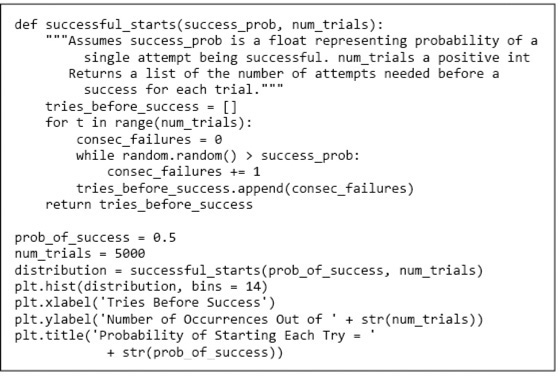 def successful_starts(success_prob, num_trials):
    """Assumes success_prob is a float representing probability of a
         single attempt being successful. num_trials a positive int
       Returns a list of the number of attempts needed before a
         success for each trial."""
    tries_before_success = []
    for t in range(num_trials):
        consec_failures = 0
        while random.random() > success_prob:
            consec_failures += 1
        tries_before_success.append(consec_failures)
    return tries_before_success

prob_of_success = 0.5
num_trials = 5000
distribution = successful_starts(prob_of_success, num_trials)
plt.hist(distribution, bins = 14)
plt.xlabel('Tries Before Success')
plt.ylabel('Number of Occurrences Out of ' + str(num_trials))
plt.title('Probability of Starting Each Try = '
          + str(prob_of_success))